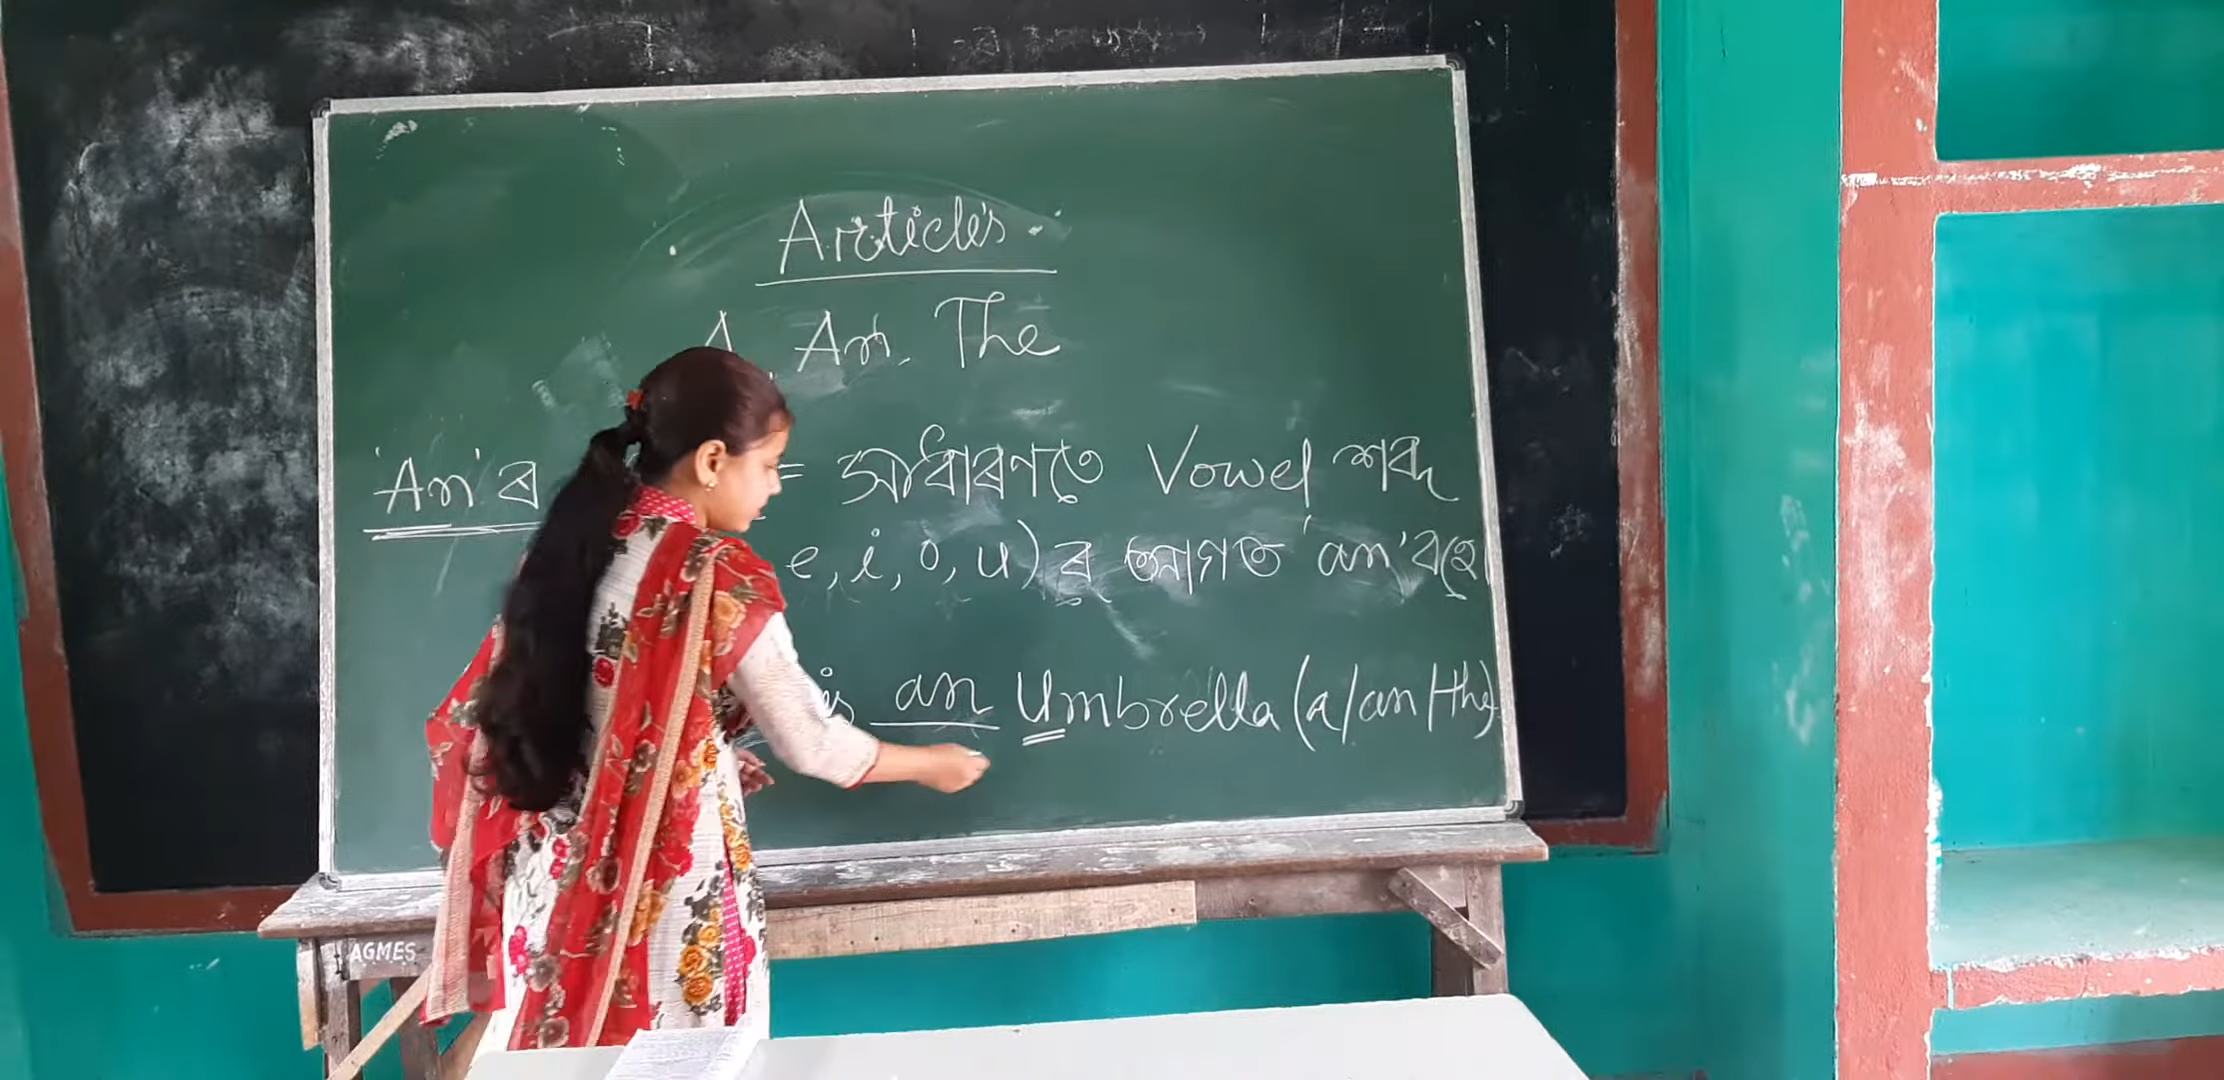 Articles
A, An, The
'An'ৰ = সাধাৰণতে Vowel শব্দ
e, i, o, u) ৰ আগত 'an' বহে।
is an Umbrella (a/an/the)
AGMES